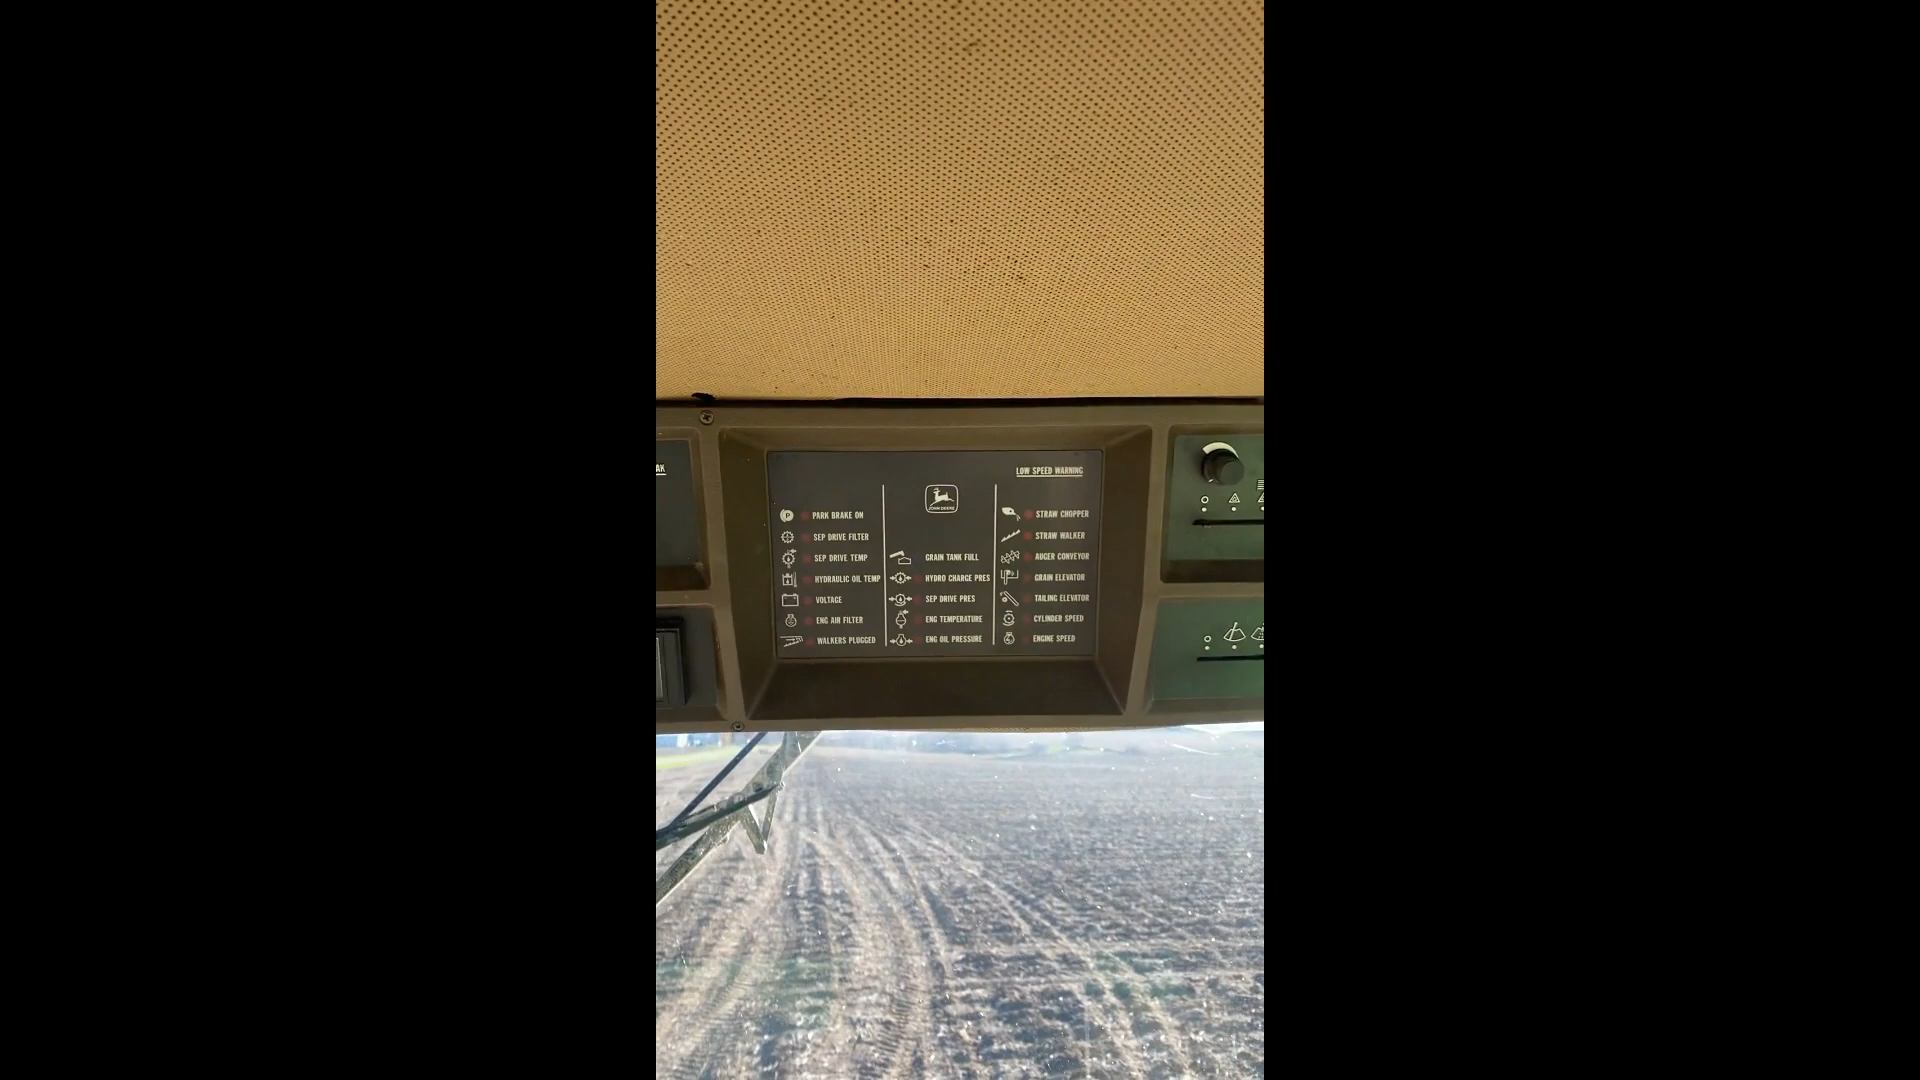 AK
LOW SPEED WARNING
JOHN DEERE
P PARK BRAKE ON
SEP DRIVE FILTER
SEP DRIVE TEMP
HYDRAULIC OIL TEMP
VOLTAGE
ENG AIR FILTER
WALKERS PLUGGED
GRAIN TANK FULL
HYDRO CHARGE PRES
SEP DRIVE PRES
ENG TEMPERATURE
ENG OIL PRESSURE
STRAW CHOPPER
STRAW WALKER
AUGER CONVEYOR
GRAIN ELEVATOR
TAILING ELEVATOR
CYLINDER SPEED
ENGINE SPEED